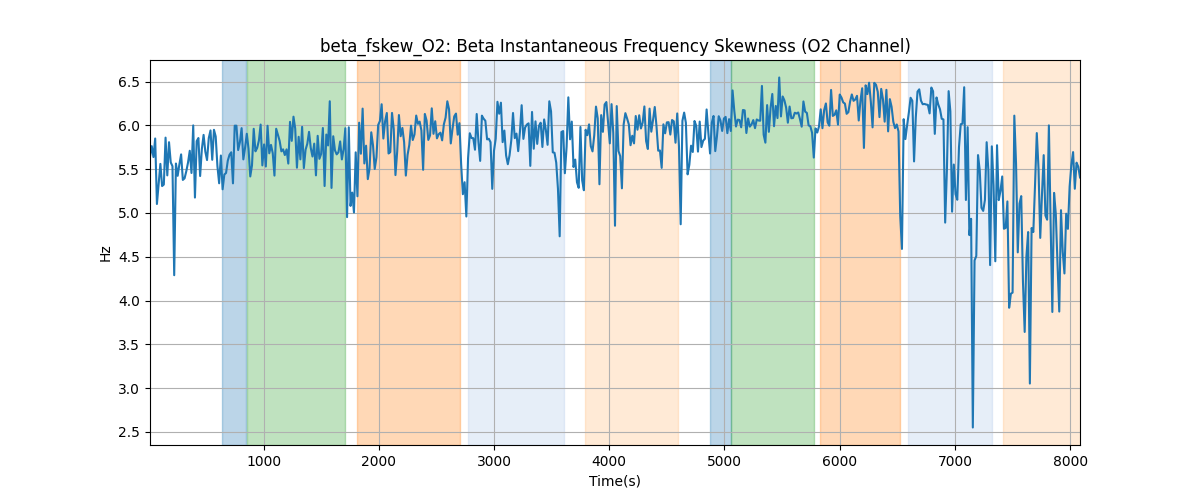 beta_fskew_O2: Beta Instantaneous Frequency Skewness (O2 Channel)
6.5
6.0
5.5
5.0
4.5
4.0
3.5
3.0
2.5
Hz
1000 2000 3000 4000 5000 6000 7000 8000
Time(s)